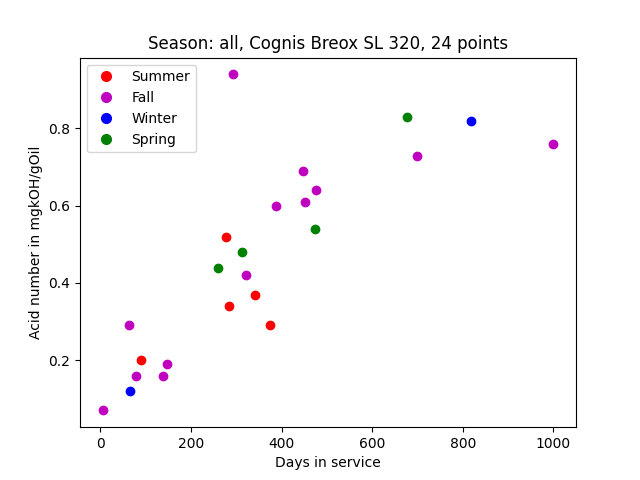 Season: all, Cognis Breox SL 320, 24 points
Summer
Fall
Winter
Spring
Acid number in mgkOH/gOil
0.8
0.6
0.4
0.2
0 200 400 600 800 1000
Days in service